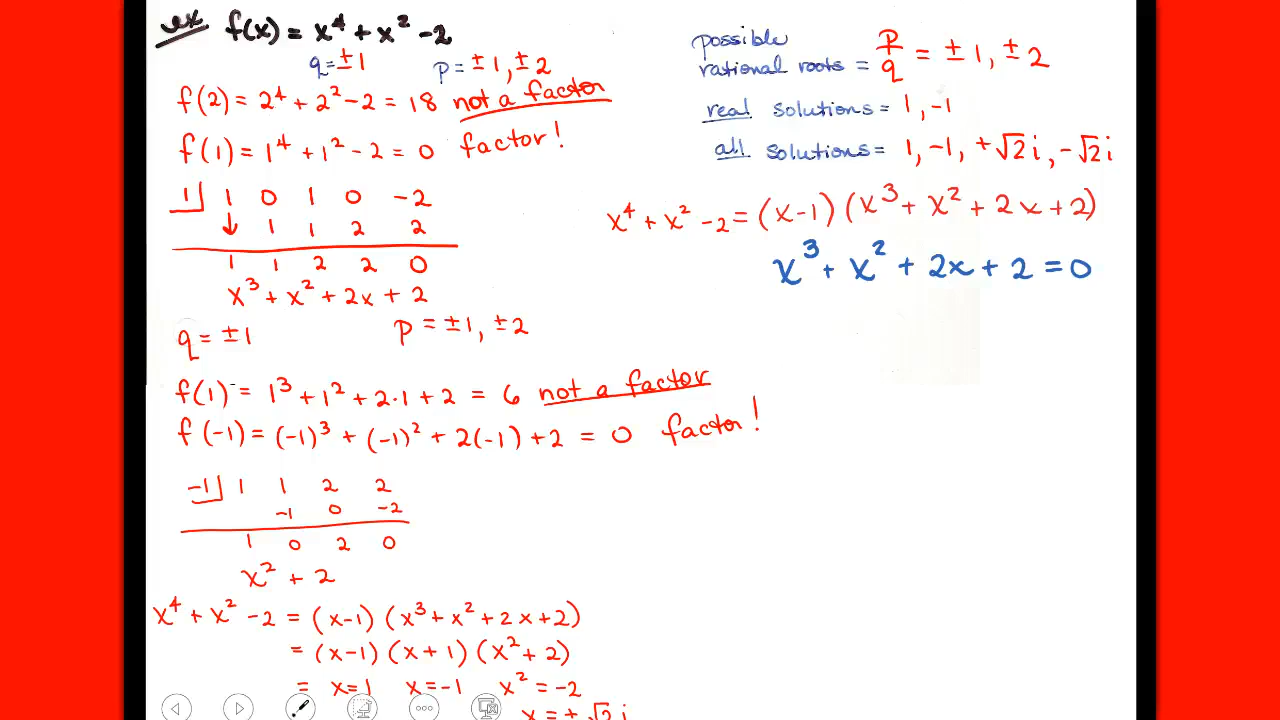 ex f(x) = x⁴ + x² - 2
q = ±1 p = ±1, ±2
f(2) = 2⁴ + 2² - 2 = 18 not a factor
f(1) = 1⁴ + 1² - 2 = 0 factor!
1 | 1 0 1 0 -2
↓ 1 1 2 2
1 1 2 2 0
x³ + x² + 2x + 2
q = ±1 p = ±1, ±2
f(1) = 1³ + 1² + 2·1 + 2 = 6 not a factor
f(-1) = (-1)³ + (-1)² + 2(-1) + 2 = 0 factor!
-1 | 1 1 2 2
-1 0 -2
1 0 2 0
x² + 2
x⁴ + x² - 2 = (x-1) (x³ + x² + 2x + 2)
= (x-1) (x+1) (x² + 2)
= x=1 x=-1 x² = -2
x = ± √2 i
possible
rational roots = p/q = ±1, ±2
real solutions = 1, -1
all solutions = 1, -1, +√2 i, -√2 i
x⁴ + x² - 2 = (x-1) (x³ + x² + 2x + 2)
x³ + x² + 2x + 2 = 0